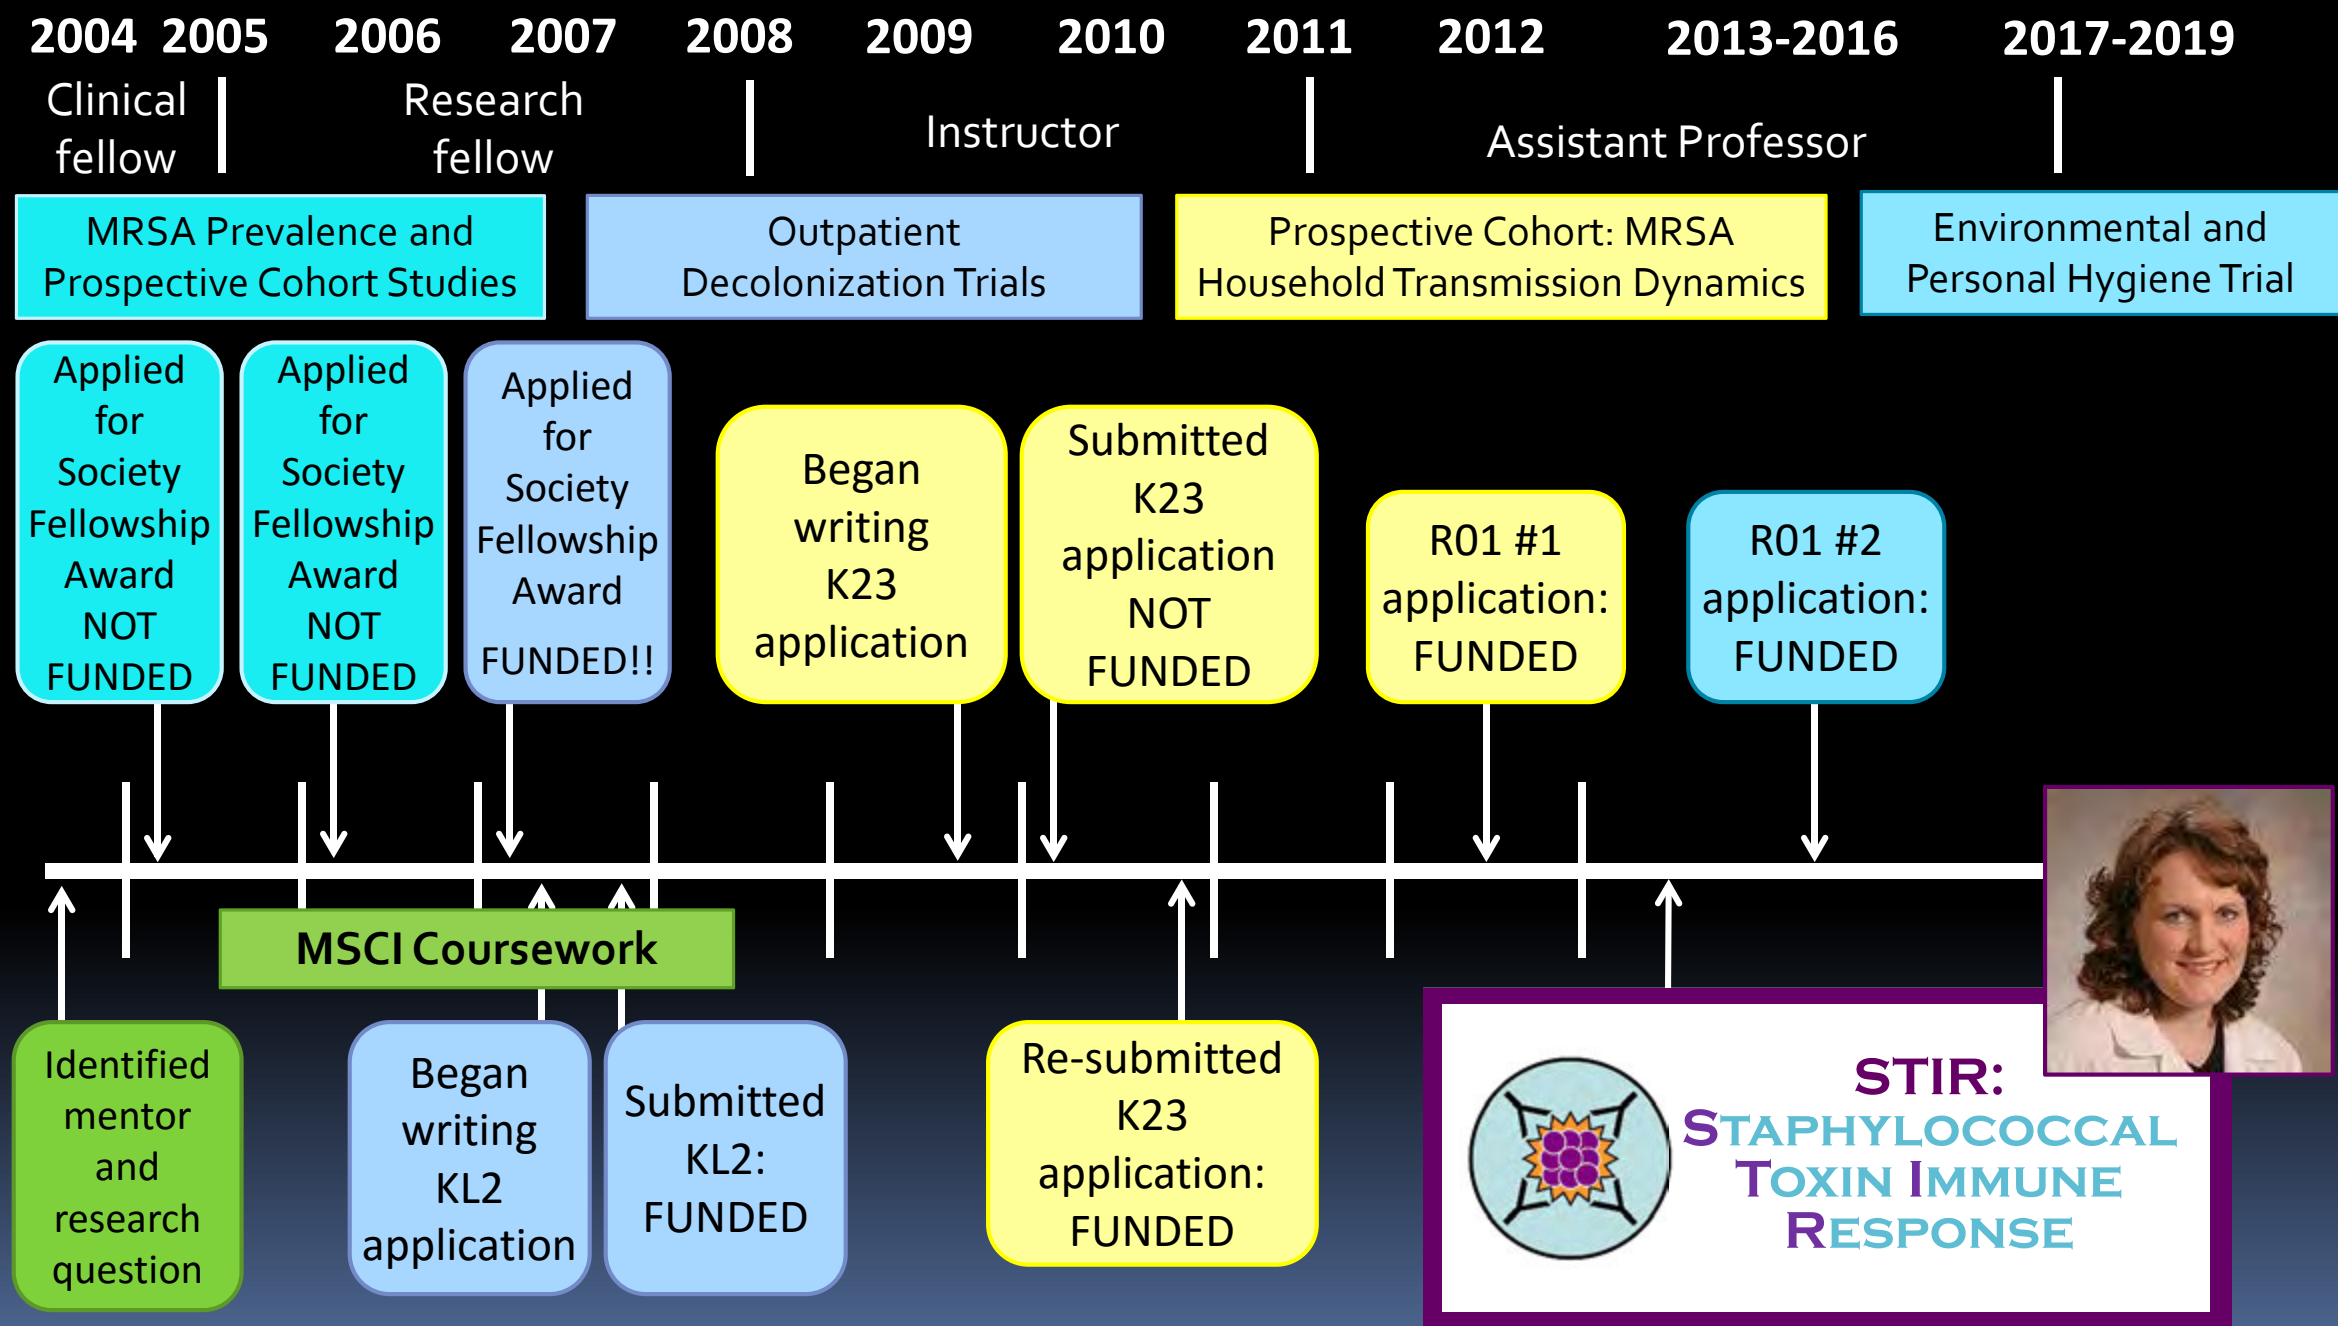 2004 2005 2006 2007 2008 2009 2010 2011 2012 2013-2016 2017-2019
Clinical
fellow
Research
fellow
Instructor
Assistant Professor
MRSA Prevalence and
Prospective Cohort Studies
Outpatient
Decolonization Trials
Prospective Cohort: MRSA
Household Transmission Dynamics
Environmental and
Personal Hygiene Trial
Applied
for
Society
Fellowship
Award
NOT
FUNDED
Applied
for
Society
Fellowship
Award
NOT
FUNDED
Applied
for
Society
Fellowship
Award
FUNDED!!
Began
writing
K23
application
Submitted
K23
application
NOT
FUNDED
R01 #1
application:
FUNDED
R01 #2
application:
FUNDED
MSCI Coursework
Identified
mentor
and
research
question
Began
writing
KL2
application
Submitted
KL2:
FUNDED
Re-submitted
K23
application:
FUNDED
STIR:
STAPHYLOCOCCAL
TOXIN IMMUNE
RESPONSE